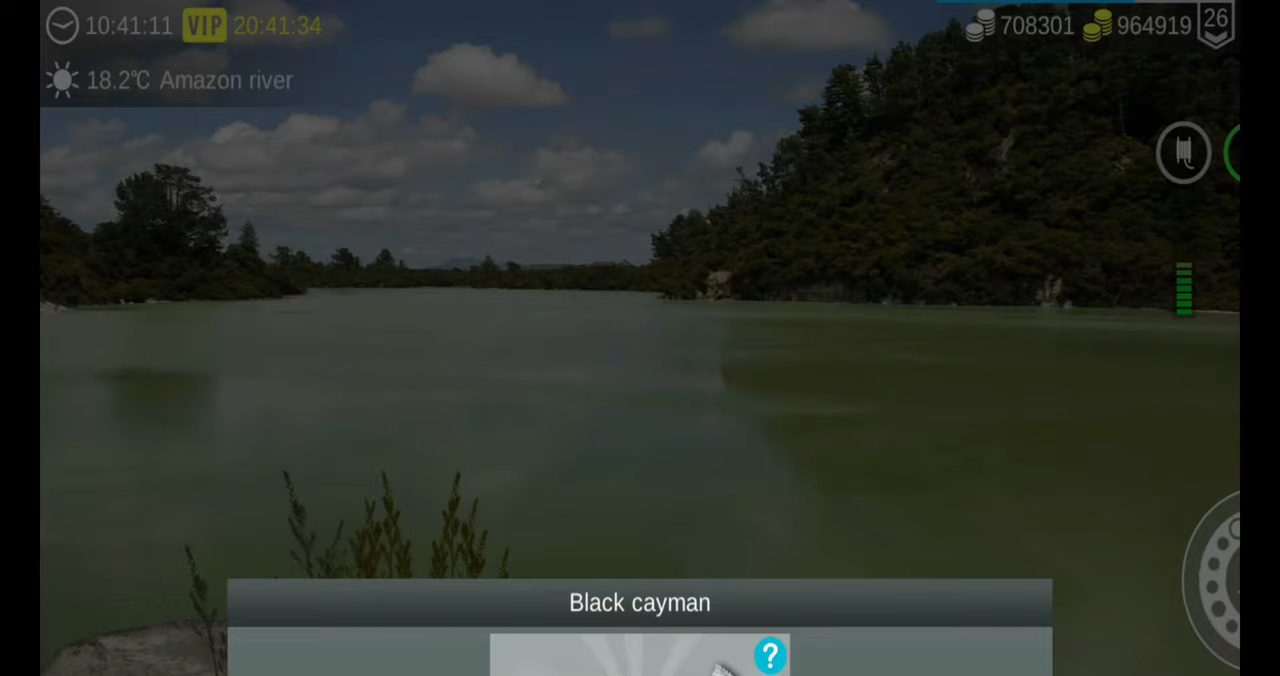 10:41:11 VIP 20:41:34
708301 964919 26
18.2℃ Amazon river
Black cayman
?